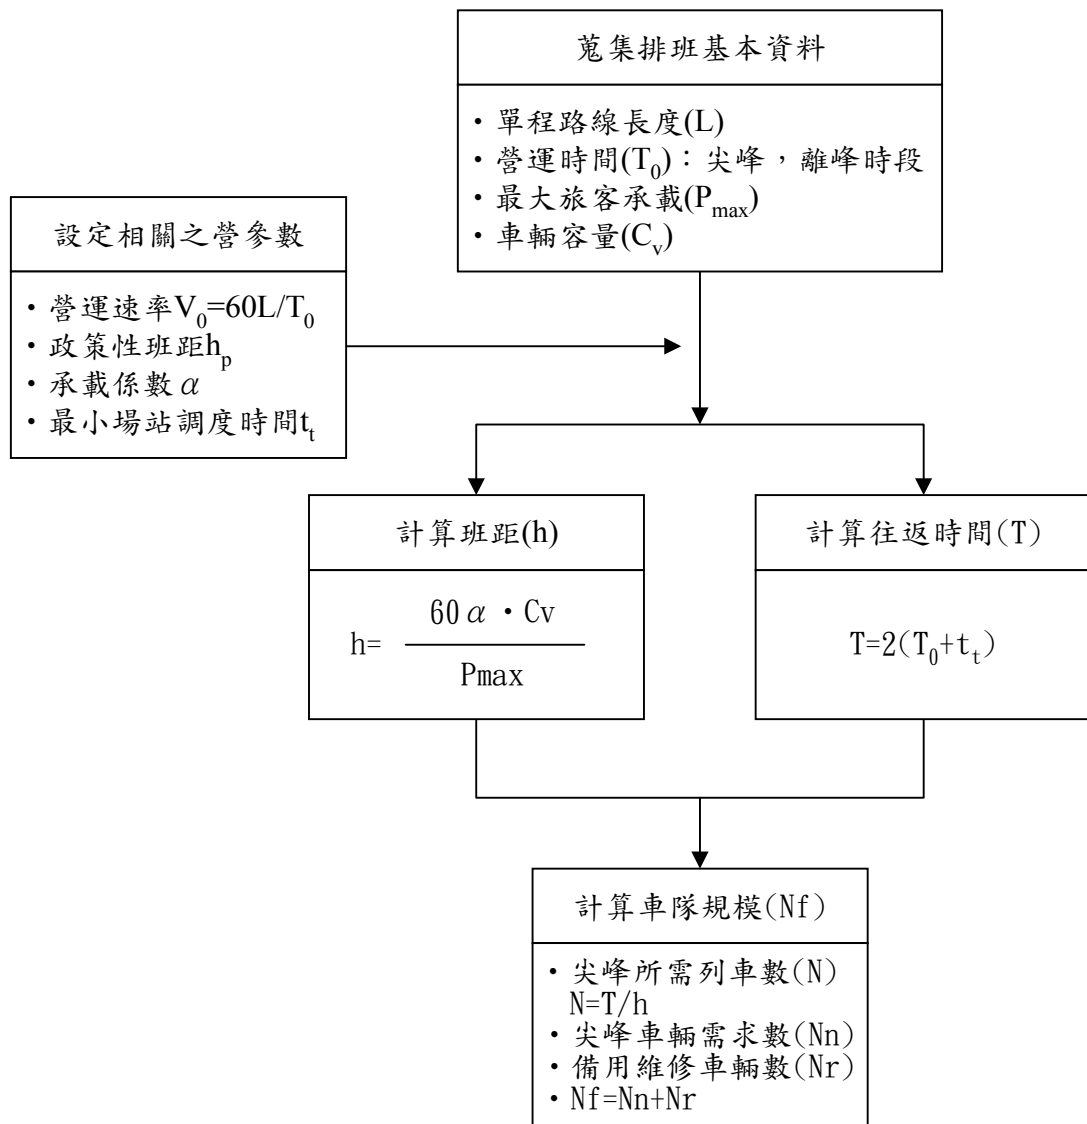 蒐集排班基本資料
・單程路線長度(L)
・營運時間(T₀)：尖峰，離峰時段
・最大旅客承載(Pmax)
・車輛容量(Cv)
設定相關之營參數
・營運速率V₀=60L/T₀
・政策性班距hp
・承載係數α
・最小場站調度時間tt
計算班距(h)
h= 60α・Cv
Pmax
計算往返時間(T)
T=2(T₀+tt)
計算車隊規模(Nf)
・尖峰所需列車數(N)
N=T/h
・尖峰車輛需求數(Nn)
・備用維修車輛數(Nr)
・Nf=Nn+Nr